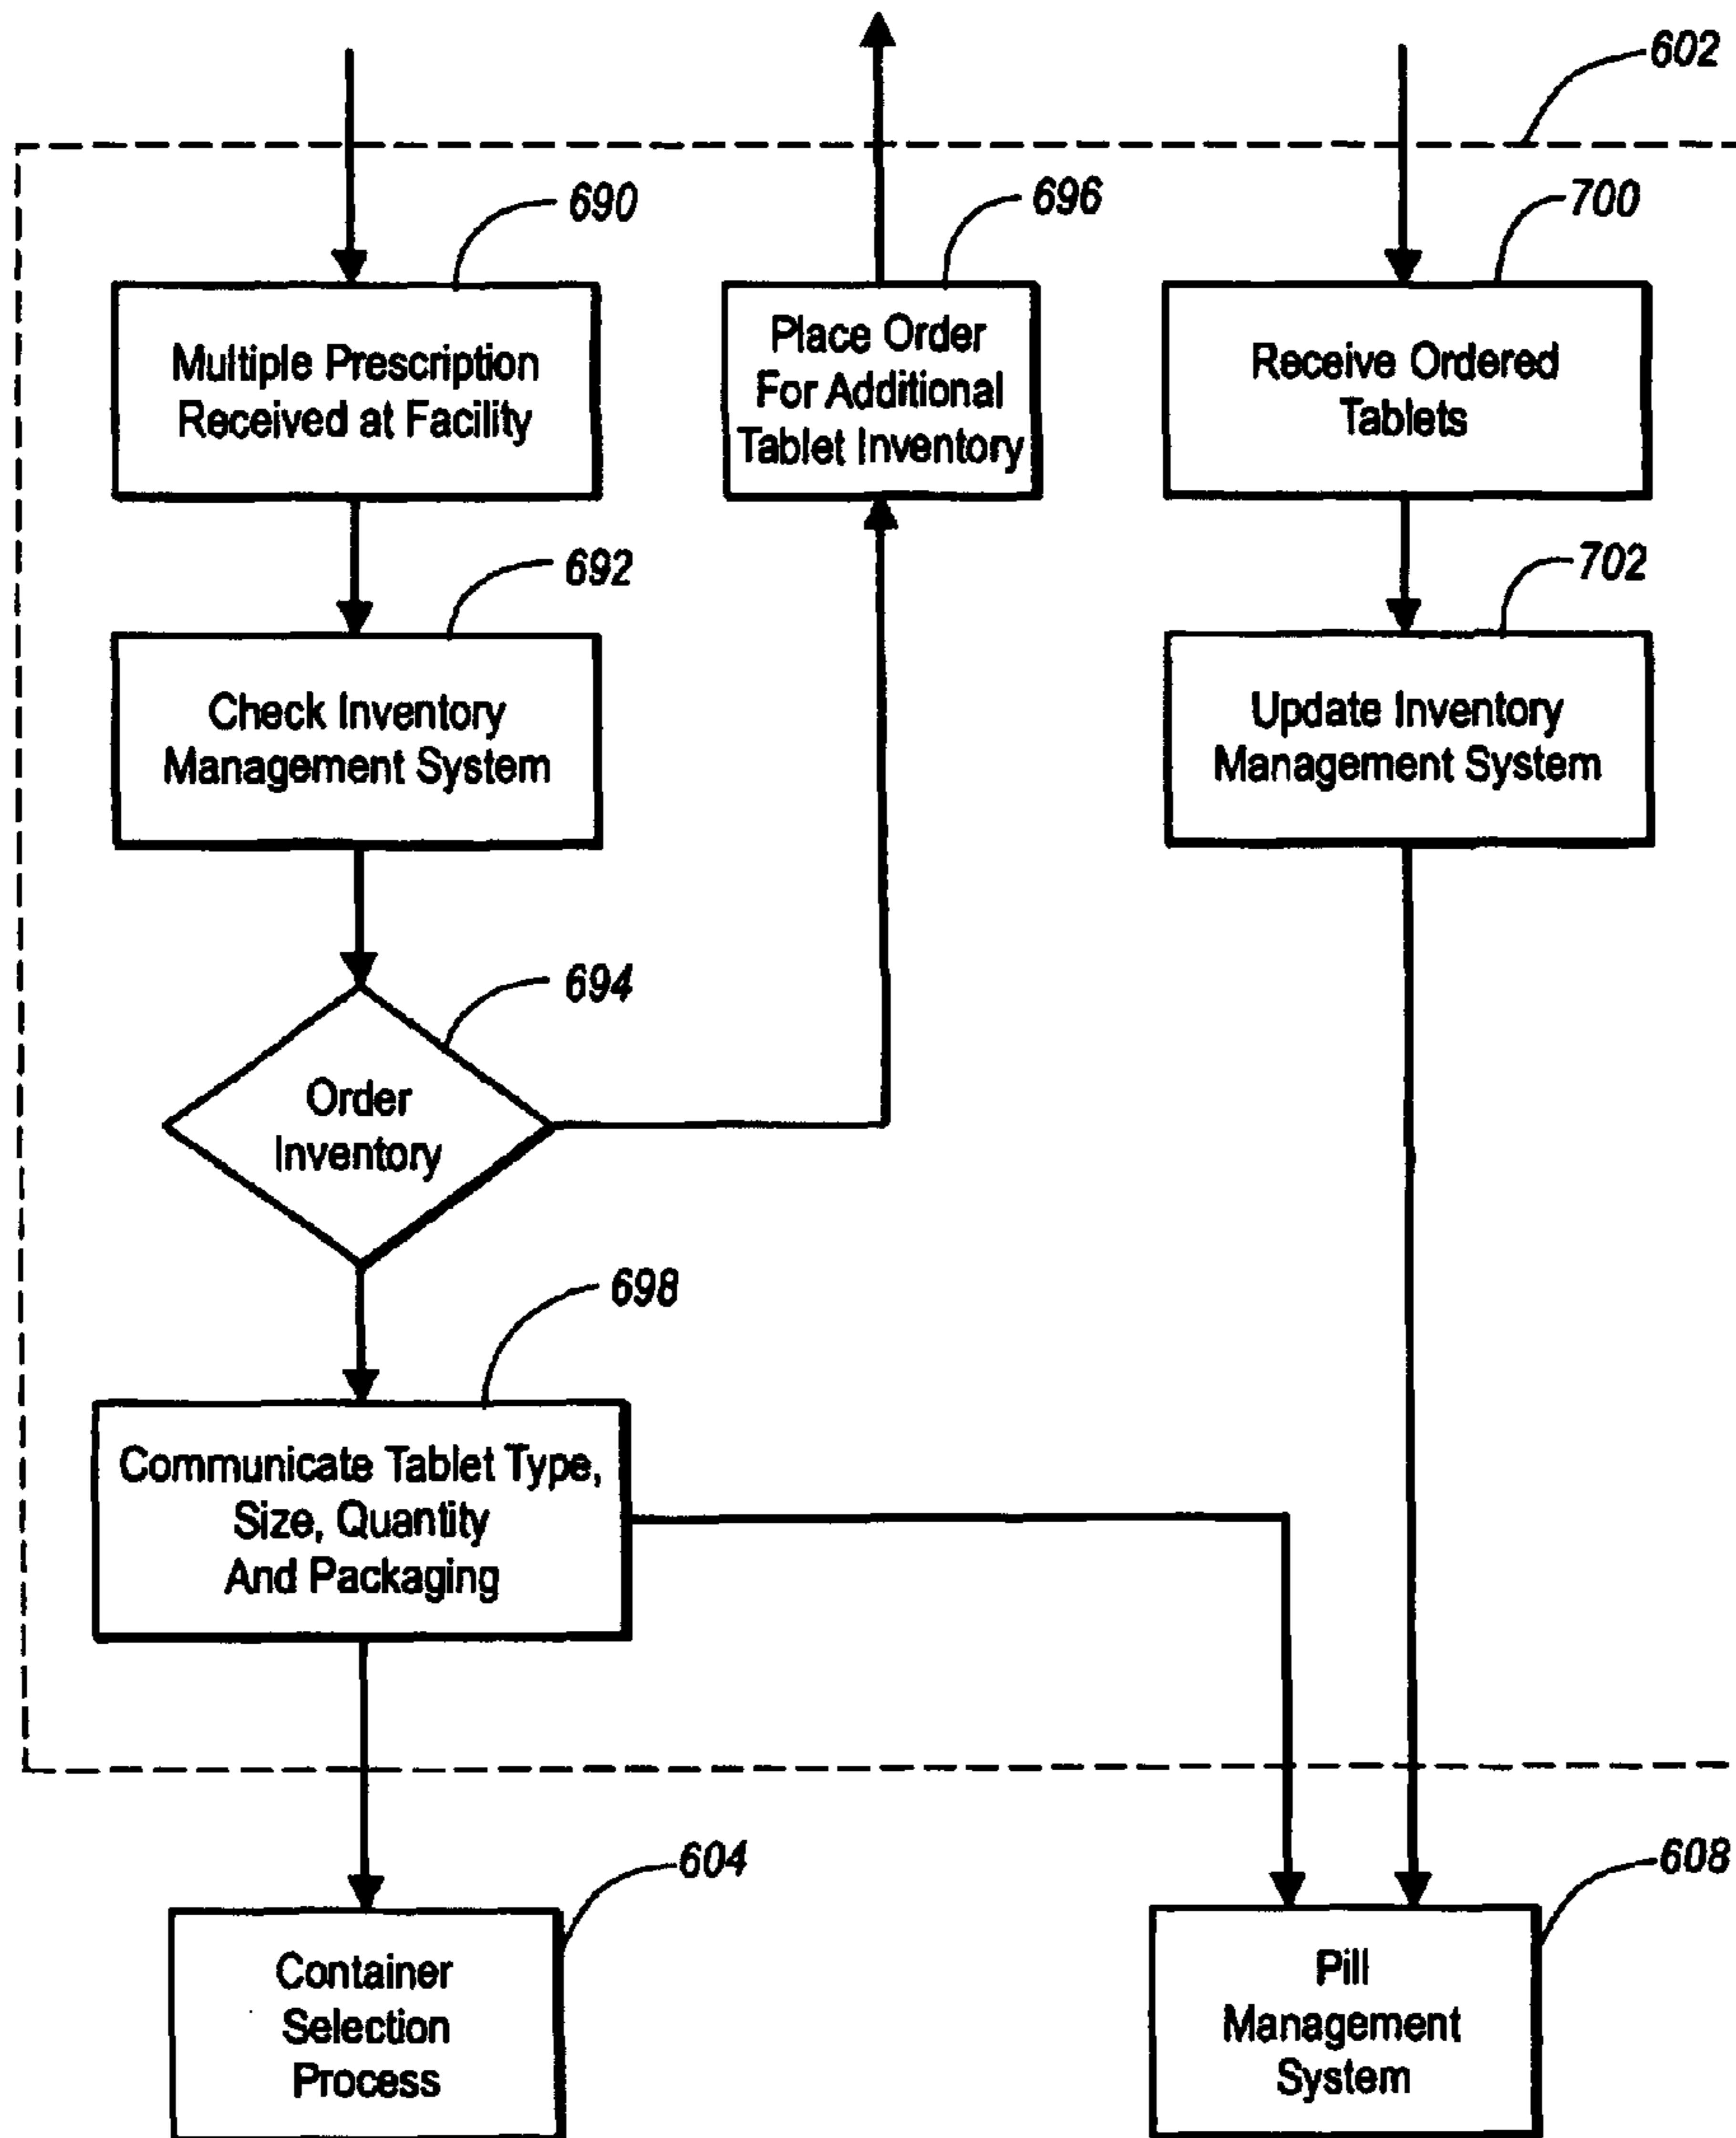 602
690
696
700
Multiple Prescription
Received at Facility
Place Order
For Additional
Tablet Inventory
Receive Ordered
Tablets
692
702
Check Inventory
Management System
Update Inventory
Management System
694
Order
Inventory
698
Communicate Tablet Type,
Size, Quantity
And Packaging
604
608
Container
Selection
Process
Pill
Management
System